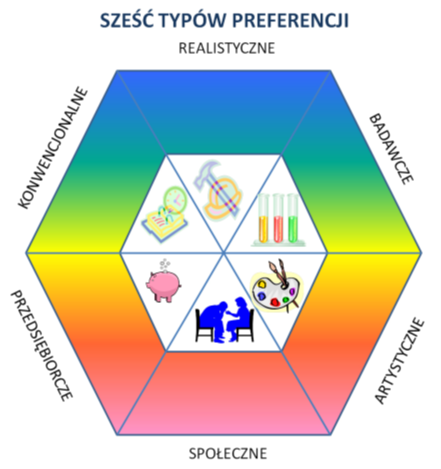 SZEŚĆ TYPÓW PREFERENCJI
REALISTYCZNE
KONWENCJONALNE
BADAWCZE
PRZEDSIĘBIORCZE
ARTYSTYCZNE
SPOŁECZNE